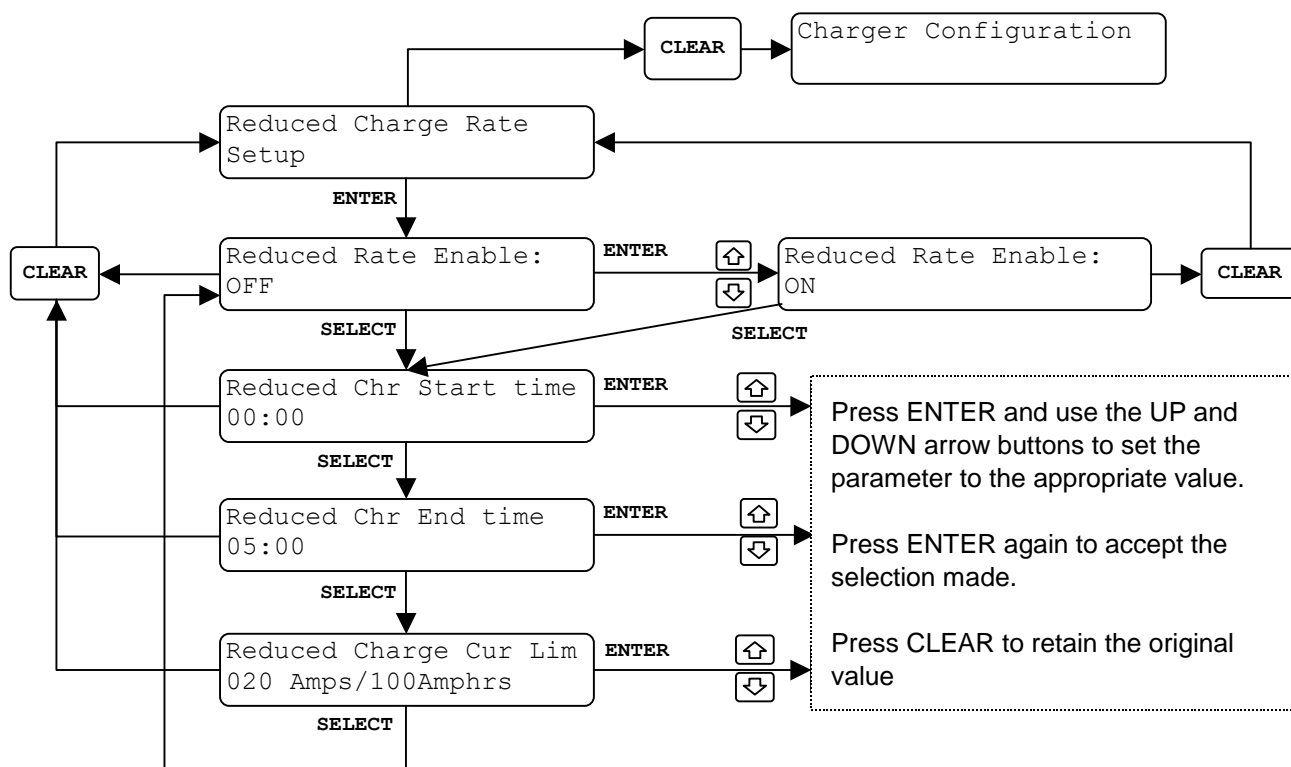 CLEAR
Charger Configuration
Reduced Charge Rate
Setup
ENTER
CLEAR
Reduced Rate Enable:
OFF
ENTER
Reduced Rate Enable:
ON
CLEAR
SELECT
SELECT
Reduced Chr Start time
00:00
ENTER
SELECT
Reduced Chr End time
05:00
ENTER
SELECT
Reduced Charge Cur Lim
020 Amps/100Amphrs
ENTER
SELECT
Press ENTER and use the UP and
DOWN arrow buttons to set the
parameter to the appropriate value.
Press ENTER again to accept the
selection made.
Press CLEAR to retain the original
value